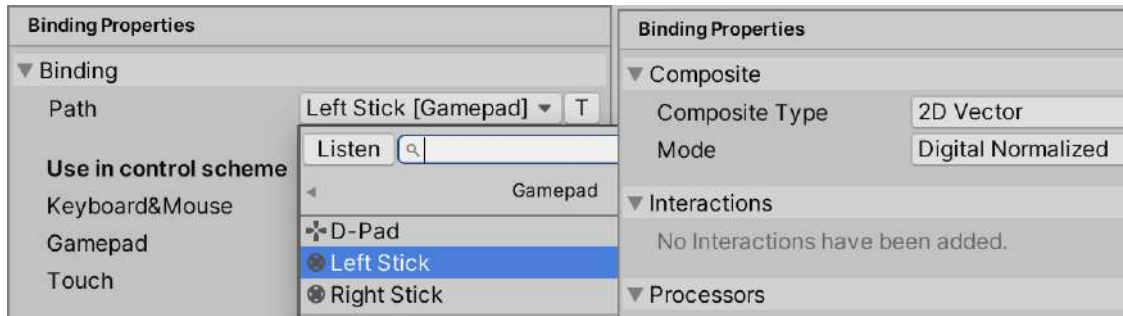 Binding Properties
Binding
Path
Left Stick [Gamepad]
T
Listen
Use in control scheme
Gamepad
Keyboard&Mouse
D-Pad
Gamepad
Left Stick
Touch
Right Stick
Binding Properties
Composite
Composite Type
2D Vector
Mode
Digital Normalized
Interactions
No Interactions have been added.
Processors